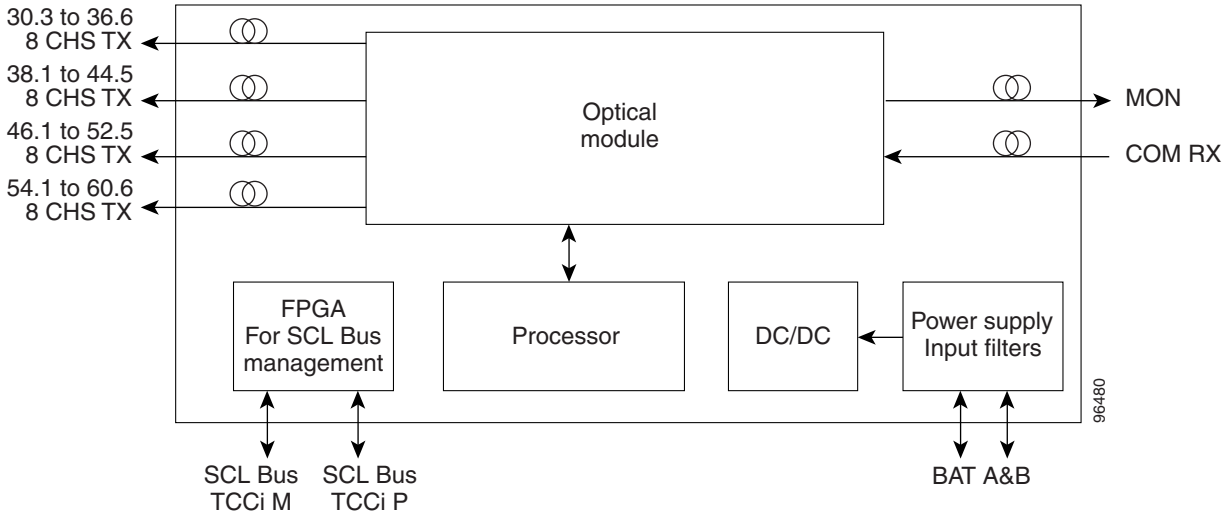 30.3 to 36.6
8 CHS TX
38.1 to 44.5
8 CHS TX
46.1 to 52.5
8 CHS TX
54.1 to 60.6
8 CHS TX
Optical
module
MON
COM RX
FPGA
For SCL Bus
management
Processor
DC/DC
Power supply
Input filters
96480
SCL Bus
TCCi M
SCL Bus
TCCi P
BAT A&B